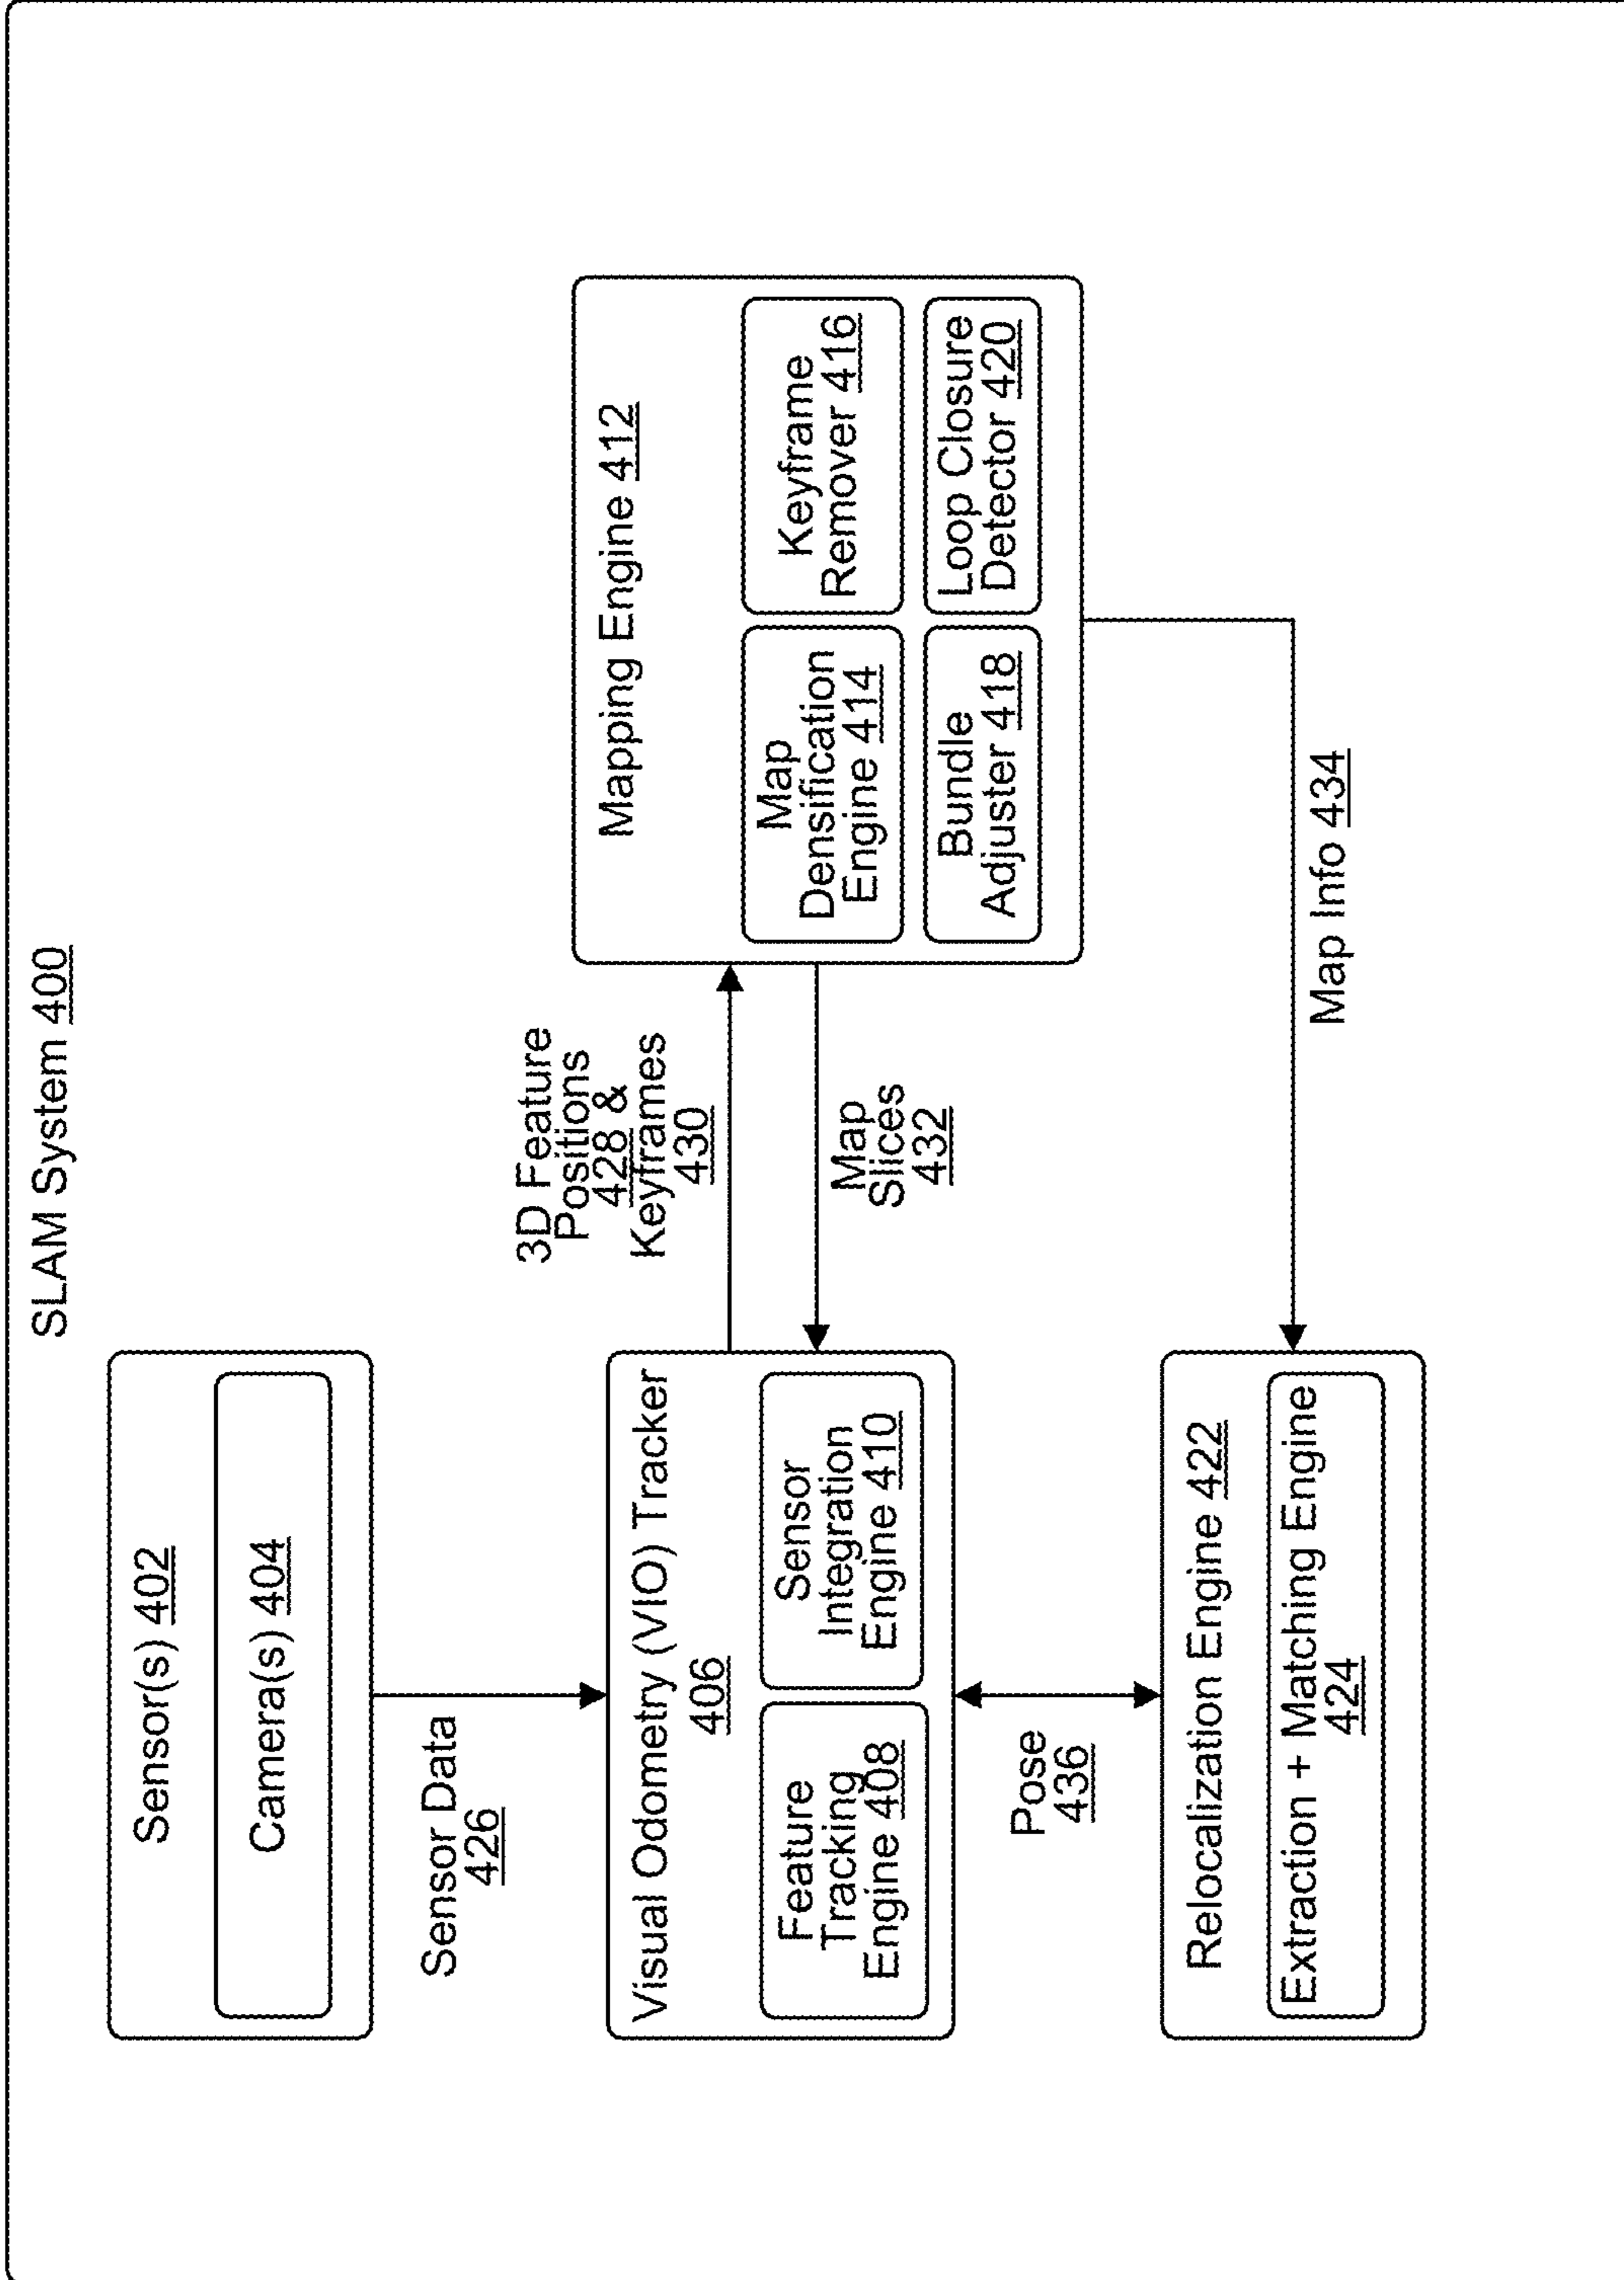 SLAM System 400
Sensor(s) 402
Camera(s) 404
Sensor Data
426
Visual Odometry (VIO) Tracker
406
Feature
Tracking
Engine 408
Sensor
Integration
Engine 410
3D Feature
Positions
428 &
Keyframes
430
Map
Slices
432
Mapping Engine 412
Map
Densification
Engine 414
Keyframe
Remover 416
Bundle
Adjuster 418
Loop Closure
Detector 420
Pose
436
Map Info 434
Relocalization Engine 422
Extraction + Matching Engine
424